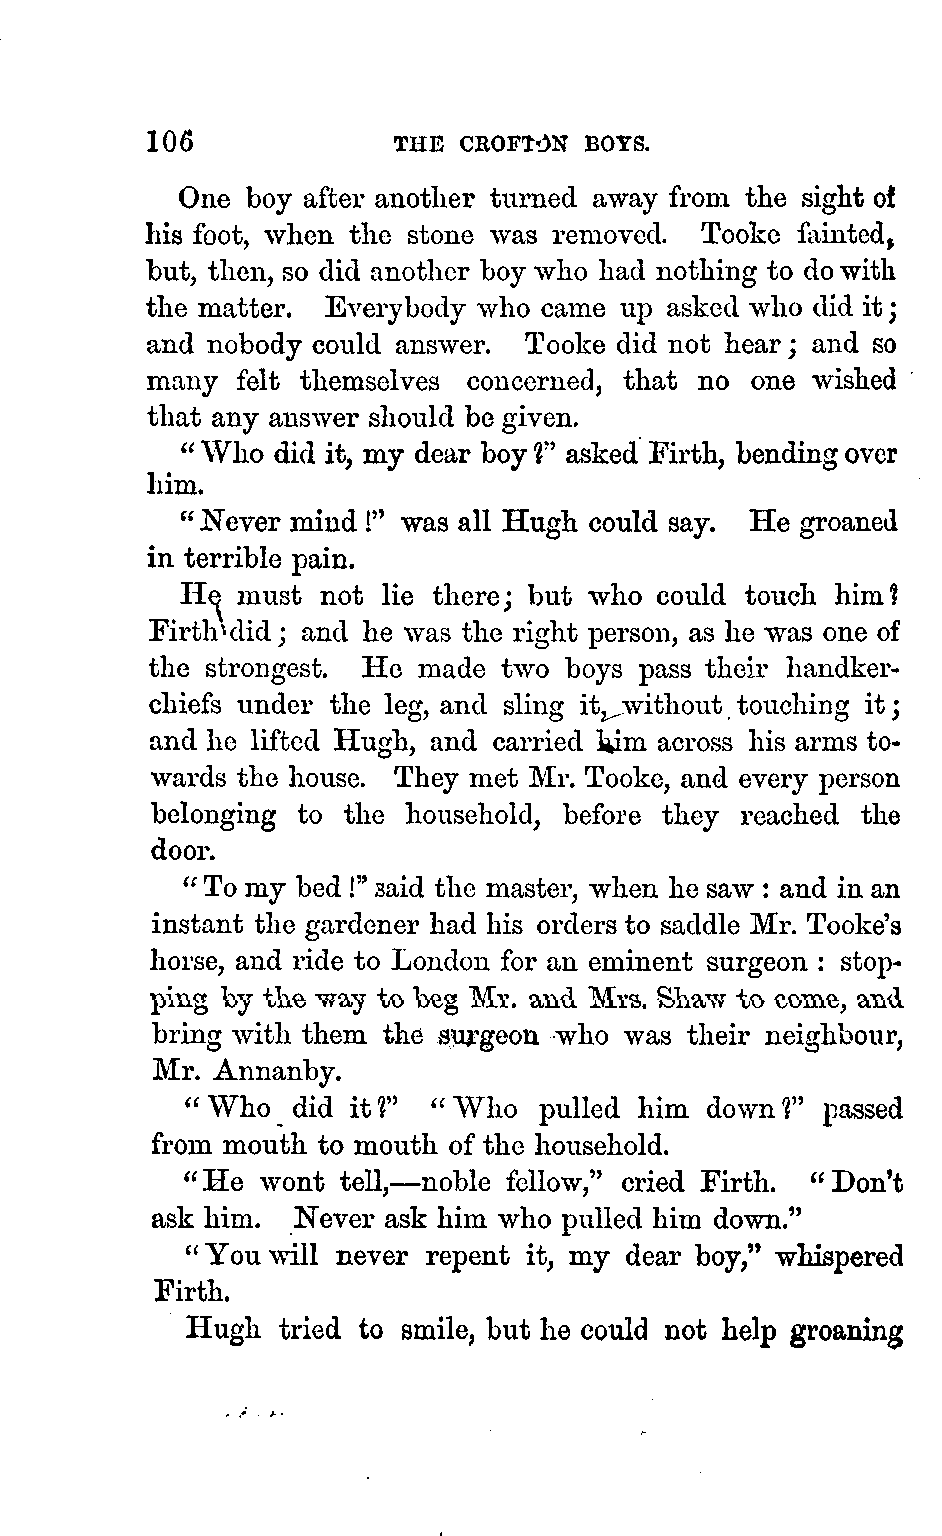 106 THE CROFTON BOYS.
One boy after another turned away from the sight of
his foot, when the stone was removed. Tooke fainted,
but, then, so did another boy who had nothing to do with
the matter. Everybody who came up asked who did it;
and nobody could answer. Tooke did not hear; and so
many felt themselves concerned, that no one wished
that any answer should be given.
"Who did it, my dear boy?" asked Firth, bending over
him.
"Never mind!" was all Hugh could say. He groaned
in terrible pain.
He must not lie there; but who could touch him?
Firth did; and he was the right person, as he was one of
the strongest. He made two boys pass their handker-
chiefs under the leg, and sling it, without touching it;
and he lifted Hugh, and carried him across his arms to-
wards the house. They met Mr. Tooke, and every person
belonging to the household, before they reached the
door.
"To my bed!" said the master, when he saw: and in an
instant the gardener had his orders to saddle Mr. Tooke's
horse, and ride to London for an eminent surgeon: stop-
ping by the way to beg Mr. and Mrs. Shaw to come, and
bring with them the surgeon who was their neighbour,
Mr. Annanby.
"Who did it?" "Who pulled him down?" passed
from mouth to mouth of the household.
"He wont tell,—noble fellow," cried Firth. "Don't
ask him. Never ask him who pulled him down."
"You will never repent it, my dear boy," whispered
Firth.
Hugh tried to smile, but he could not help groaning